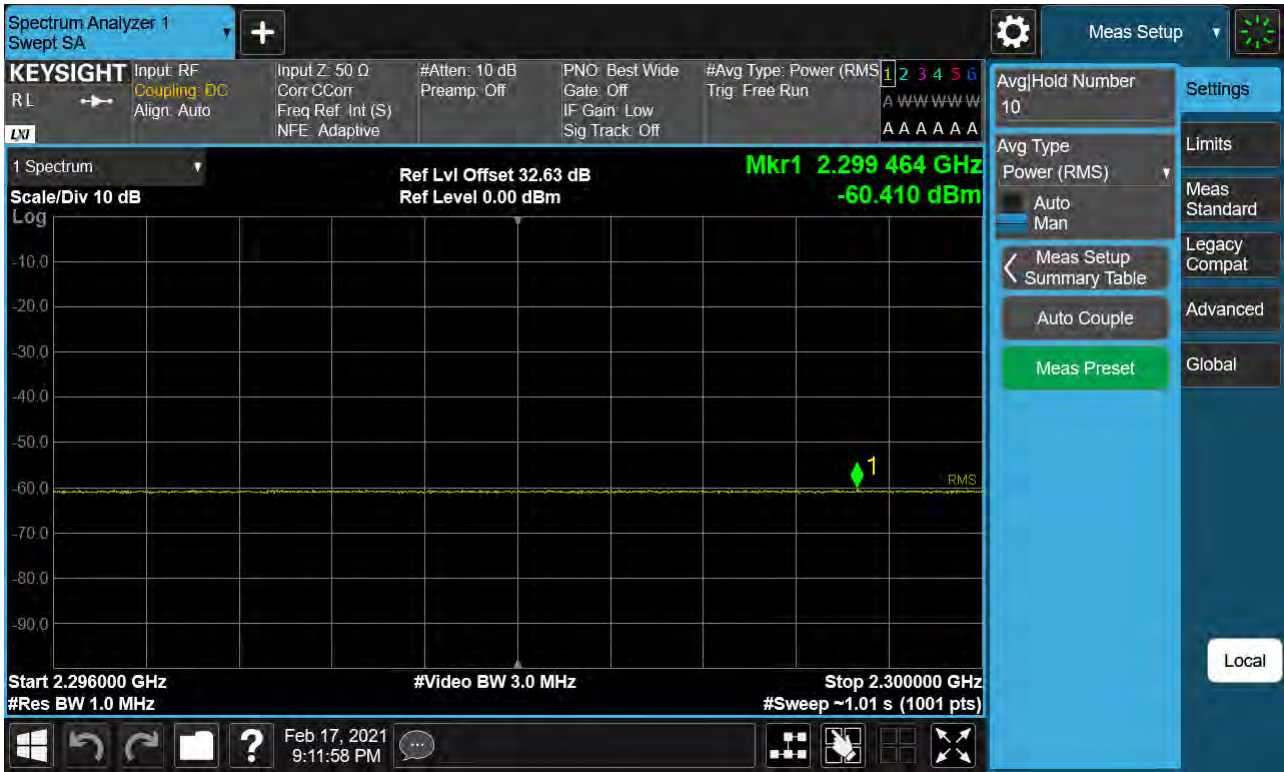 Spectrum Analyzer 1
Swept SA
+
Meas Setup
KEYSIGHT
RL
LXI
Input: RF
Coupling: DC
Align: Auto
Input Z: 50 Ω
Corr CCorr
Freq Ref: Int (S)
NFE: Adaptive
#Atten: 10 dB
Preamp: Off
PNO: Best Wide
Gate: Off
IF Gain: Low
Sig Track: Off
#Avg Type: Power (RMS
Trig: Free Run
1 2 3 4 5 6
A W W W W W
A A A A A A
1 Spectrum
Scale/Div 10 dB
Log
Ref Lvl Offset 32.63 dB
Ref Level 0.00 dBm
Mkr1 2.299 464 GHz
-60.410 dBm
-10.0
-20.0
-30.0
-40.0
-50.0
-60.0
-70.0
-80.0
-90.0
1
RMS
Start 2.296000 GHz
#Res BW 1.0 MHz
#Video BW 3.0 MHz
Stop 2.300000 GHz
#Sweep ~1.01 s (1001 pts)
Avg|Hold Number
10
Avg Type
Power (RMS)
Auto
Man
Meas Setup
Summary Table
Auto Couple
Meas Preset
Settings
Limits
Meas
Standard
Legacy
Compat
Advanced
Global
Local
?
Feb 17, 2021
9:11:58 PM